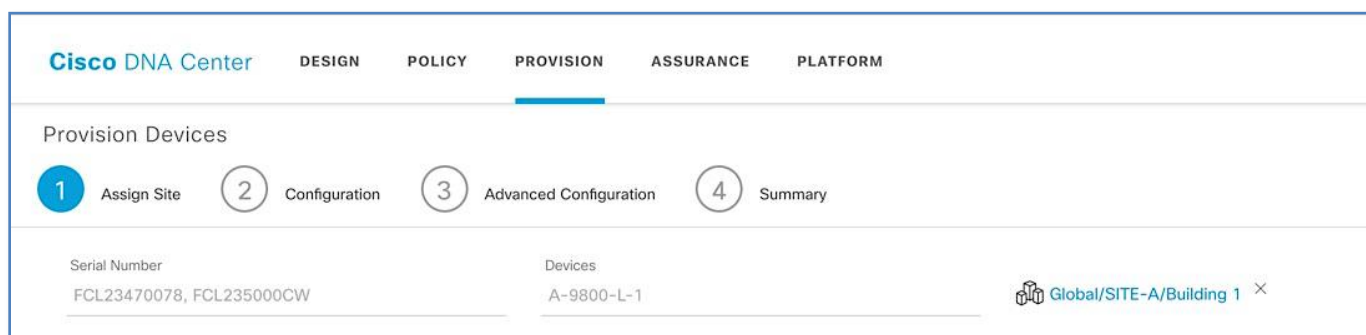 Cisco DNA Center DESIGN POLICY PROVISION ASSURANCE PLATFORM
Provision Devices
1 Assign Site 2 Configuration 3 Advanced Configuration 4 Summary
Serial Number Devices
FCL23470078, FCL235000CW A-9800-L-1 Global/SITE-A/Building 1 ×